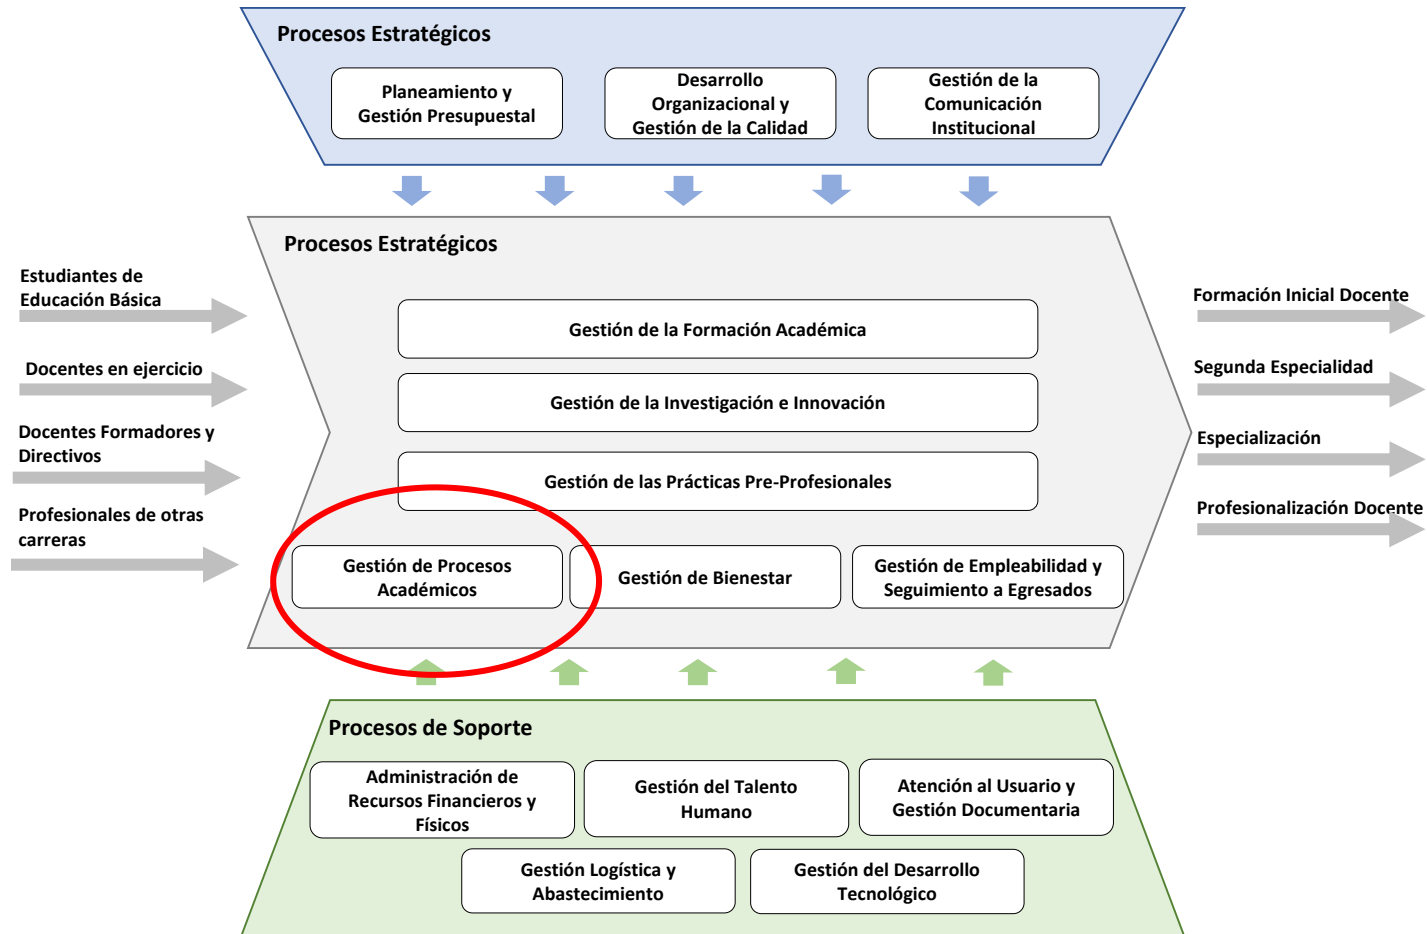 Procesos Estratégicos
Planeamiento y
Gestión Presupuestal
Desarrollo
Organizacional y
Gestión de la Calidad
Gestión de la
Comunicación
Institucional
Procesos Estratégicos
Estudiantes de
Educación Básica
Docentes en ejercicio
Docentes Formadores y
Directivos
Profesionales de otras
carreras
Gestión de la Formación Académica
Gestión de la Investigación e Innovación
Gestión de las Prácticas Pre-Profesionales
Gestión de Procesos
Académicos
Gestión de Bienestar
Gestión de Empleabilidad y
Seguimiento a Egresados
Formación Inicial Docente
Segunda Especialidad
Especialización
Profesionalización Docente
Procesos de Soporte
Administración de
Recursos Financieros y
Físicos
Gestión del Talento
Humano
Atención al Usuario y
Gestión Documentaria
Gestión Logística y
Abastecimiento
Gestión del Desarrollo
Tecnológico